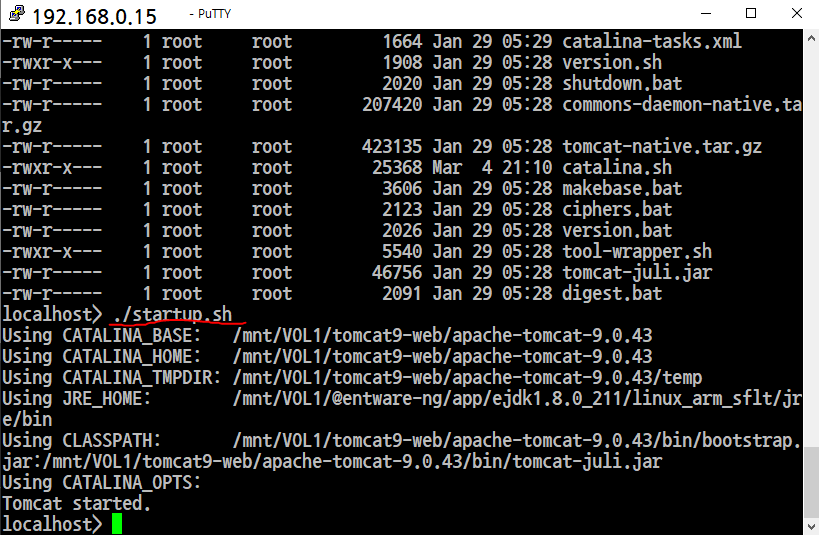 192.168.0.15 - PuTTY
-rw-r----- 1 root root 1664 Jan 29 05:29 catalina-tasks.xml
-rwxr-x--- 1 root root 1908 Jan 29 05:28 version.sh
-rw-r----- 1 root root 2020 Jan 29 05:28 shutdown.bat
-rw-r----- 1 root root 207420 Jan 29 05:28 commons-daemon-native.ta
r.gz
-rw-r----- 1 root root 423135 Jan 29 05:28 tomcat-native.tar.gz
-rwxr-x--- 1 root root 25368 Mar 4 21:10 catalina.sh
-rw-r----- 1 root root 3606 Jan 29 05:28 makebase.bat
-rw-r----- 1 root root 2123 Jan 29 05:28 ciphers.bat
-rw-r----- 1 root root 2026 Jan 29 05:28 version.bat
-rwxr-x--- 1 root root 5540 Jan 29 05:28 tool-wrapper.sh
-rw-r----- 1 root root 46756 Jan 29 05:28 tomcat-juli.jar
-rw-r----- 1 root root 2091 Jan 29 05:28 digest.bat
localhost> ./startup.sh
Using CATALINA_BASE: /mnt/VOL1/tomcat9-web/apache-tomcat-9.0.43
Using CATALINA_HOME: /mnt/VOL1/tomcat9-web/apache-tomcat-9.0.43
Using CATALINA_TMPDIR: /mnt/VOL1/tomcat9-web/apache-tomcat-9.0.43/temp
Using JRE_HOME: /mnt/VOL1/@entware-ng/app/ejdk1.8.0_211/linux_arm_sflt/jr
e/bin
Using CLASSPATH: /mnt/VOL1/tomcat9-web/apache-tomcat-9.0.43/bin/bootstrap.
jar:/mnt/VOL1/tomcat9-web/apache-tomcat-9.0.43/bin/tomcat-juli.jar
Using CATALINA_OPTS:
Tomcat started.
localhost>